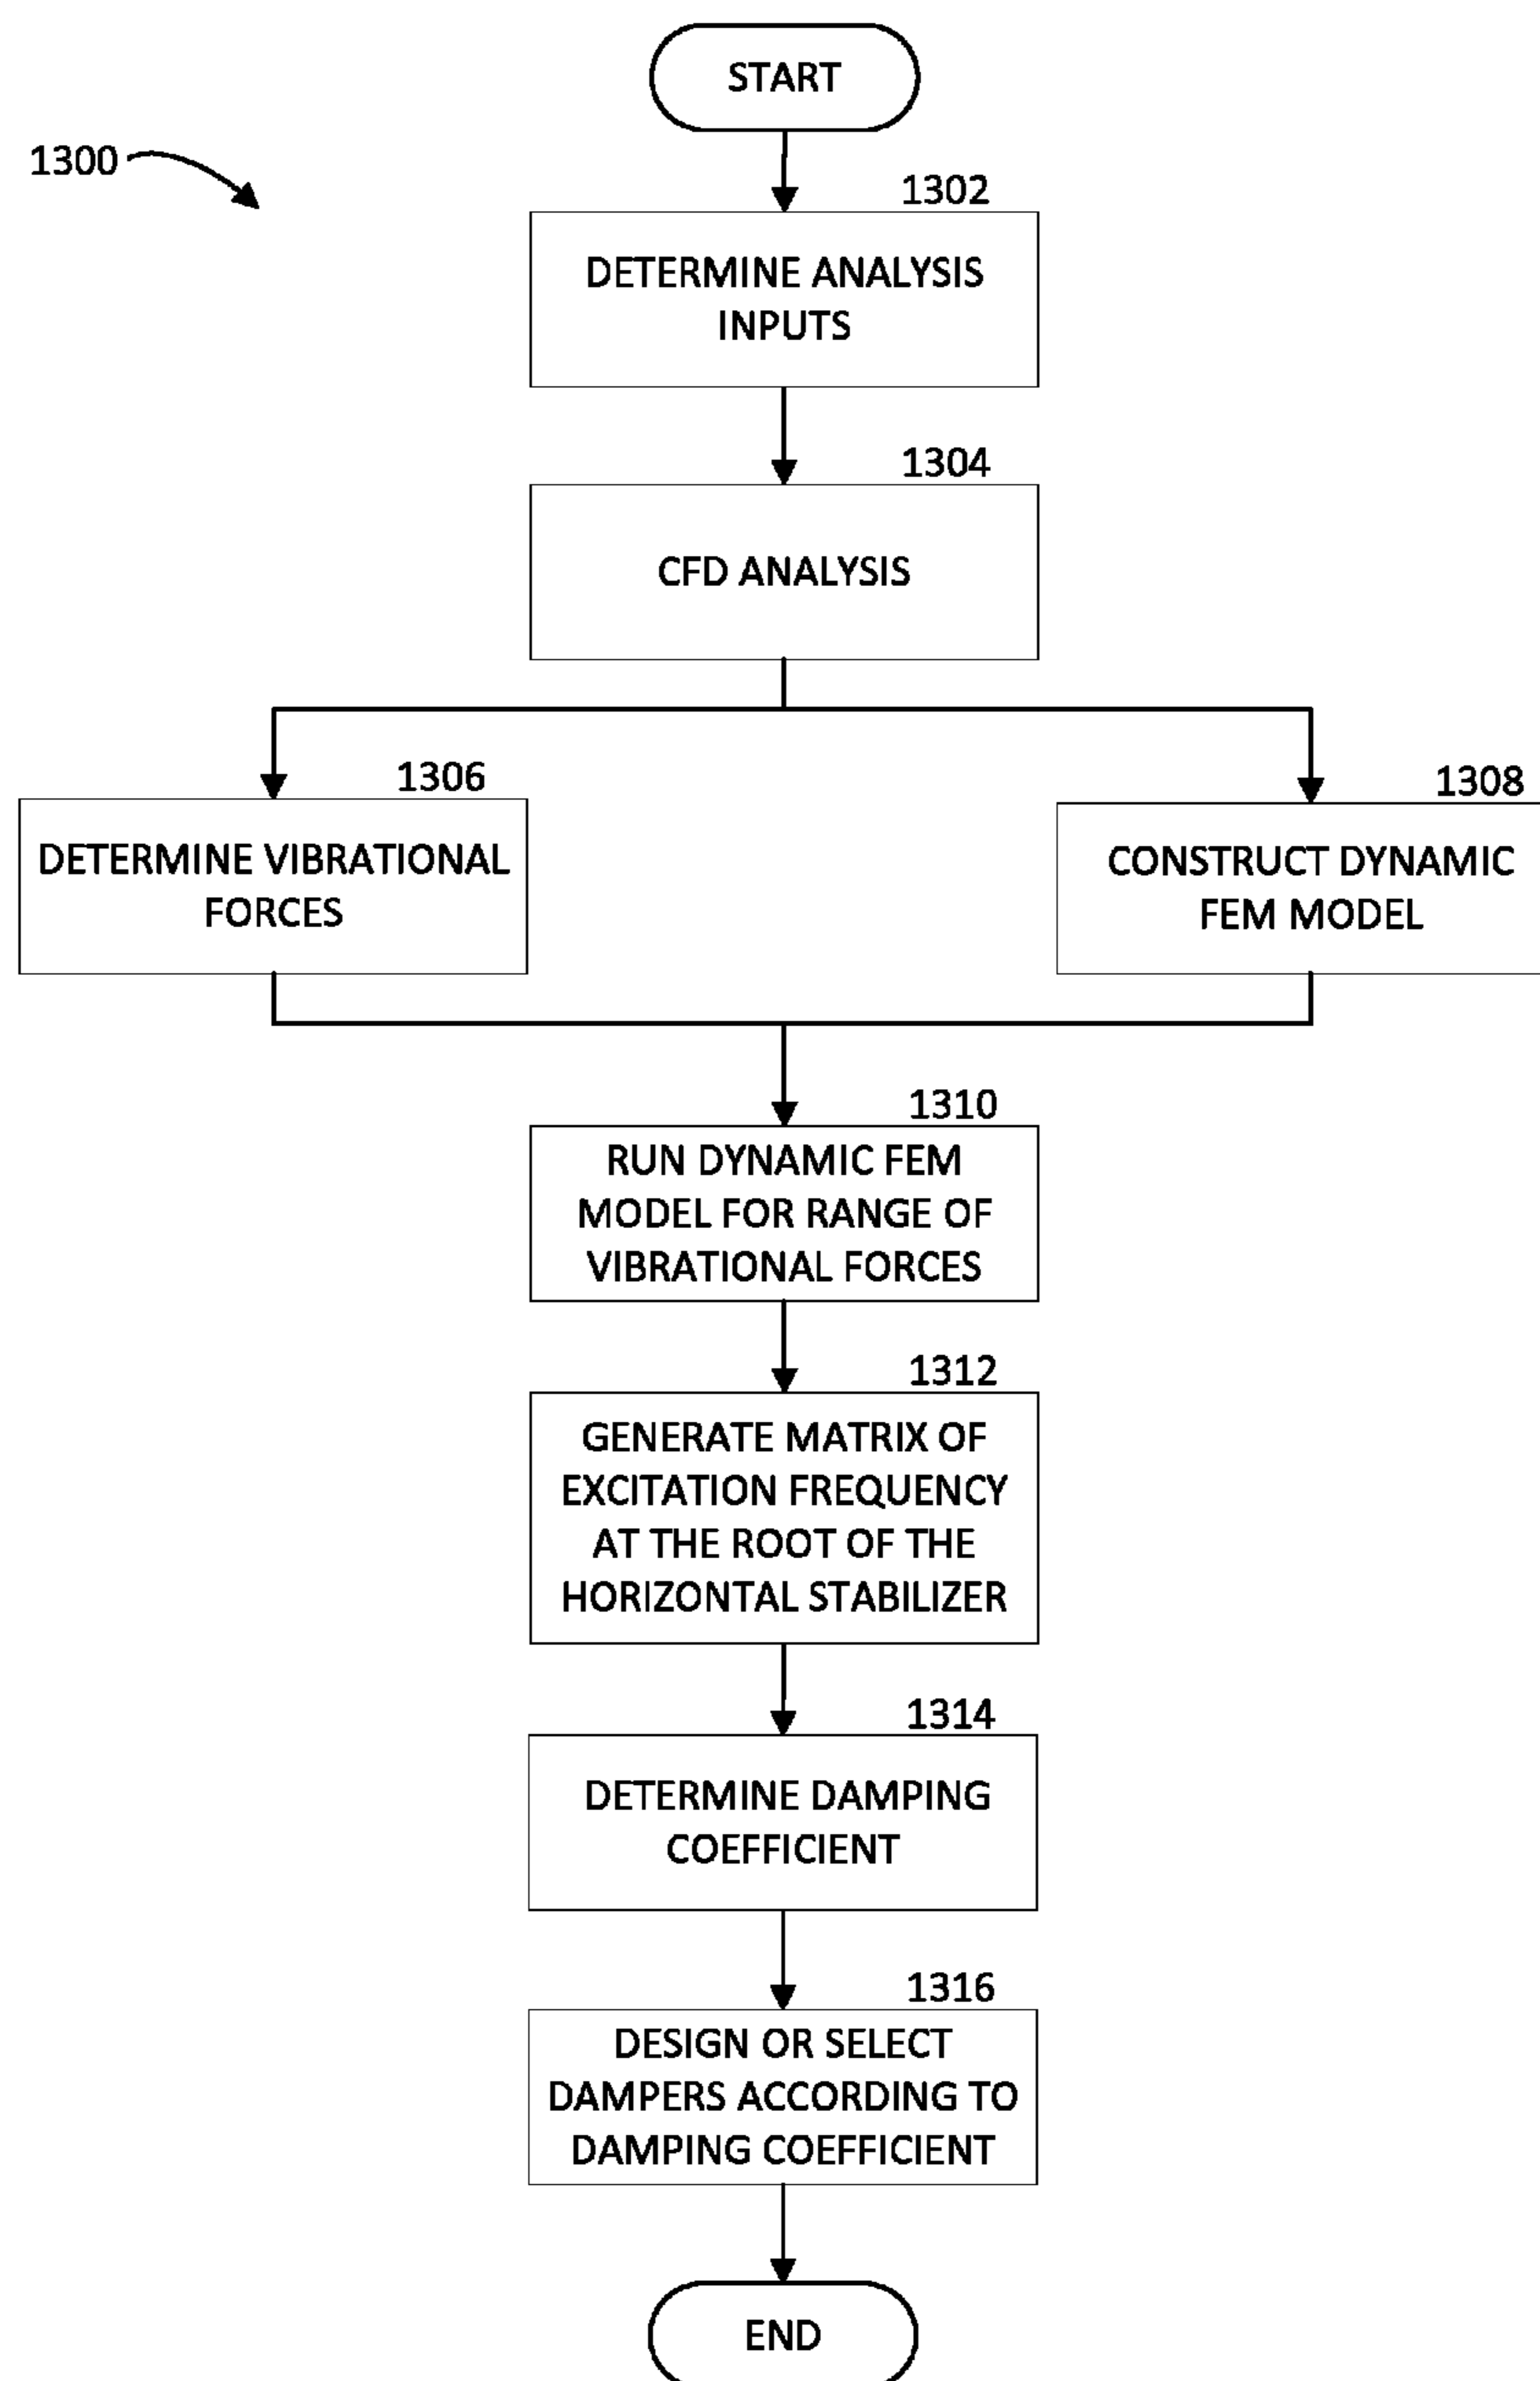 START
1300
1302
DETERMINE ANALYSIS
INPUTS
1304
CFD ANALYSIS
1306
DETERMINE VIBRATIONAL
FORCES
1308
CONSTRUCT DYNAMIC
FEM MODEL
1310
RUN DYNAMIC FEM
MODEL FOR RANGE OF
VIBRATIONAL FORCES
1312
GENERATE MATRIX OF
EXCITATION FREQUENCY
AT THE ROOT OF THE
HORIZONTAL STABILIZER
1314
DETERMINE DAMPING
COEFFICIENT
1316
DESIGN OR SELECT
DAMPERS ACCORDING TO
DAMPING COEFFICIENT
END